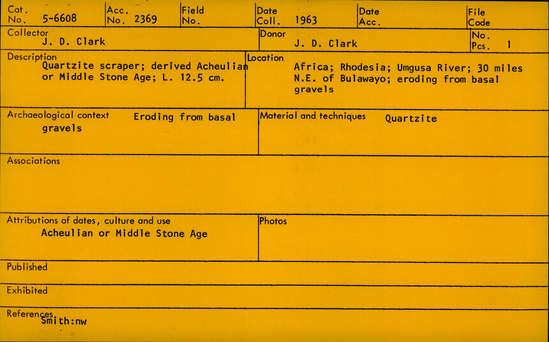 Cat. No. 5-6608 Acc. No. 2369 Field No. Date Coll. 1963 Date Acc. File Code
Collector J. D. Clark Donor J. D. Clark No. Pcs. 1
Description Quartzite scraper; derived Acheulian
or Middle Stone Age; L. 12.5 cm.
Location Africa; Rhodesia; Umgusa River; 30 miles
N.E. of Bulawayo; eroding from basal
gravels
Archaeological context Eroding from basal
gravels
Material and techniques Quartzite
Associations
Attributions of dates, culture and use
Acheulian or Middle Stone Age
Photos
Published
Exhibited
References
Smith:nw